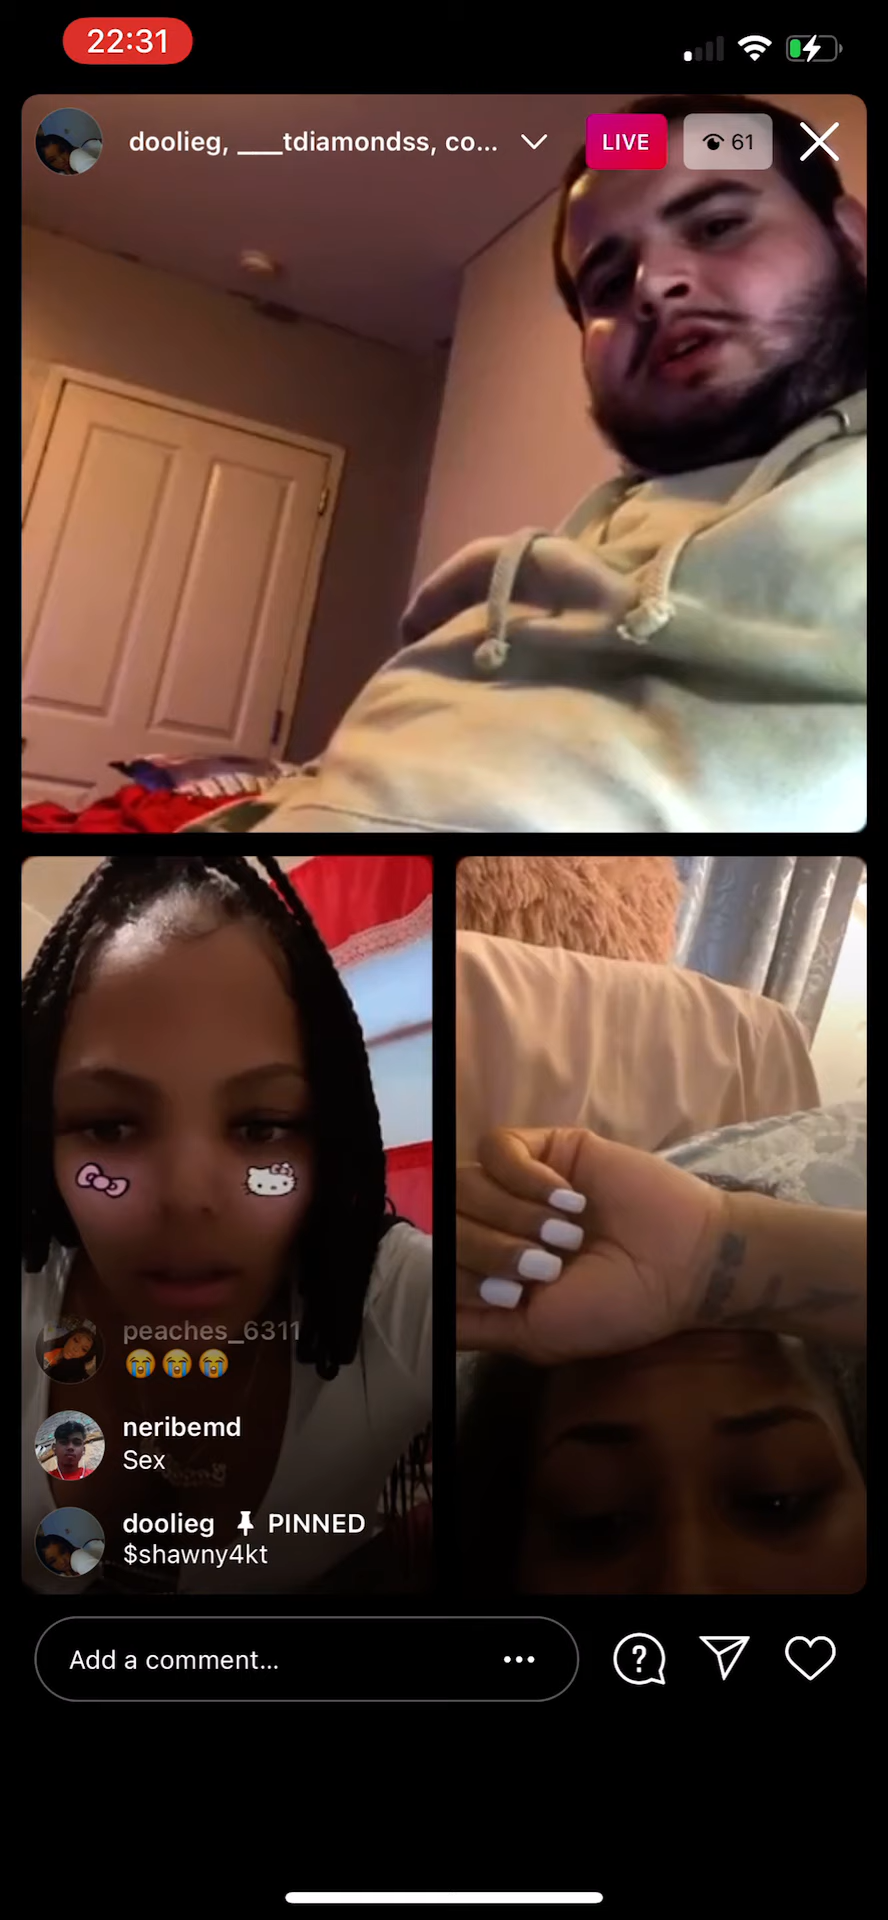 22:31
doolieg, ___tdiamondss, co...
LIVE
61
peaches_6311
😭😭😭
neribemd
Sex
doolieg PINNED
$shawny4kt
Add a comment...